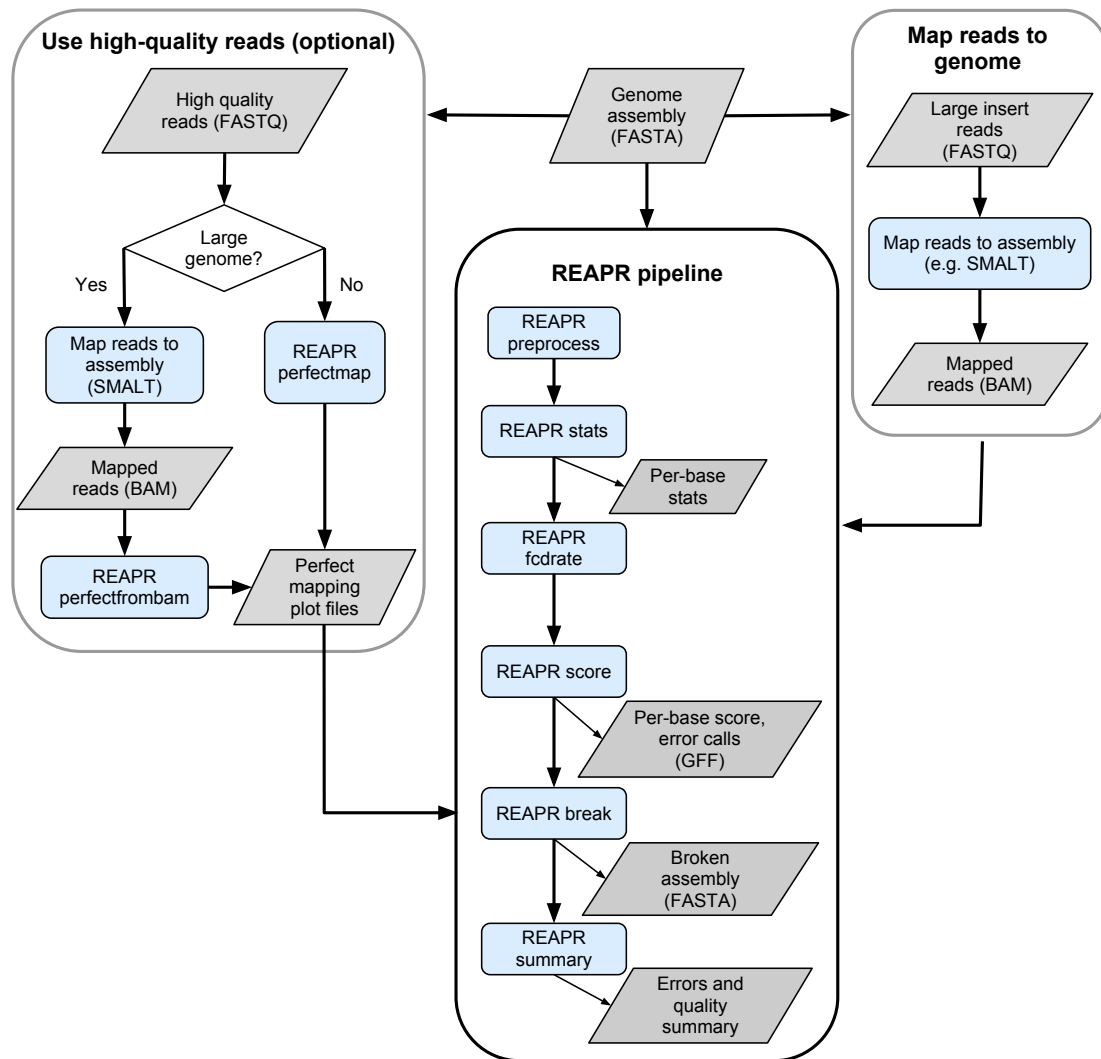 Use high-quality reads (optional)
High quality
reads (FASTQ)
Large
genome?
Yes
No
Map reads to
assembly
(SMALT)
REAPR
perfectmap
Mapped
reads (BAM)
REAPR
perfectfrombam
Perfect
mapping
plot files
Genome
assembly
(FASTA)
Map reads to
genome
Large insert
reads
(FASTQ)
Map reads to assembly
(e.g. SMALT)
Mapped
reads (BAM)
REAPR pipeline
REAPR
preprocess
REAPR stats
Per-base
stats
REAPR
fcdrate
REAPR score
Per-base score,
error calls
(GFF)
REAPR break
Broken
assembly
(FASTA)
REAPR
summary
Errors and
quality
summary